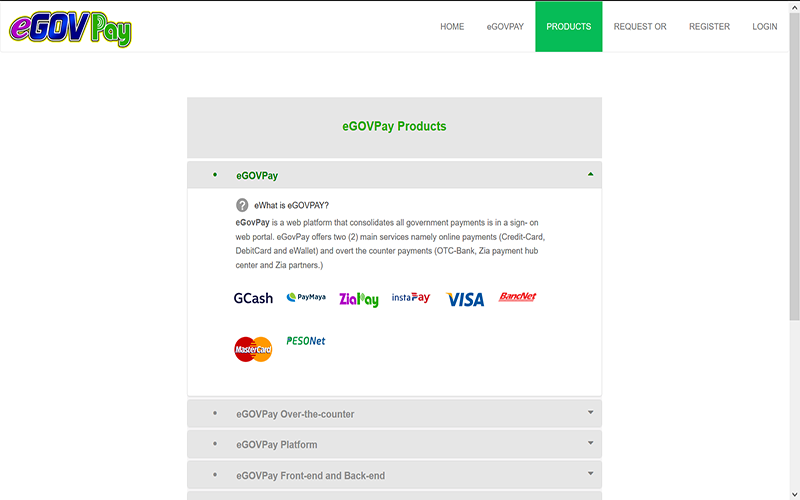 eGOVPay
HOME
eGOVPAY
PRODUCTS
REQUEST OR
REGISTER
LOGIN
eGOVPay Products
eGOVPay
eWhat is eGOVPAY?
eGovPay is a web platform that consolidates all government payments is in a sign- on
web portal. eGovPay offers two (2) main services namely online payments (Credit-Card,
DebitCard and eWallet) and overt the counter payments (OTC-Bank, Zia payment hub
center and Zia partners.)
GCash
PayMaya
ZiaPay
instaPay
VISA
BancNet
MasterCard
PESONet
eGOVPay Over-the-counter
eGOVPay Platform
eGOVPay Front-end and Back-end